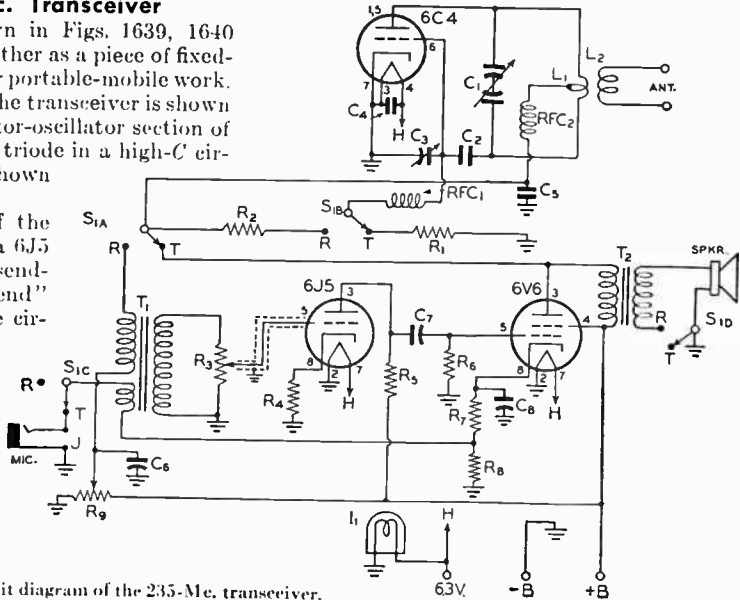 c. Transceiver
rn in Figs. 1639, 1640
ther as a piece of fixed-
r portable-mobile work.
he transceiver is shown
tor-oscillator section of
triode in a high-C cir-
hown
f the
a 6J5
send-
end"
e cir-
6C4
1,5
6
7
3
4
C4
H
C3
C2
C1
L1
L2
ANT.
RFC2
C5
RFC1
S1A
R
T
R2
R
S1B
T
R1
T1
R3
6J5
3
5
8
2
7
R4
H
R5
C7
R6
6V6
3
5
4
8
2
7
R7
C8
H
R8
T2
SPKR.
R
S1D
T
S1C
R
T
J
MIC.
C6
R9
I1
H
6.3V.
-B
+B
it diagram of the 235-Mc. transceiver.